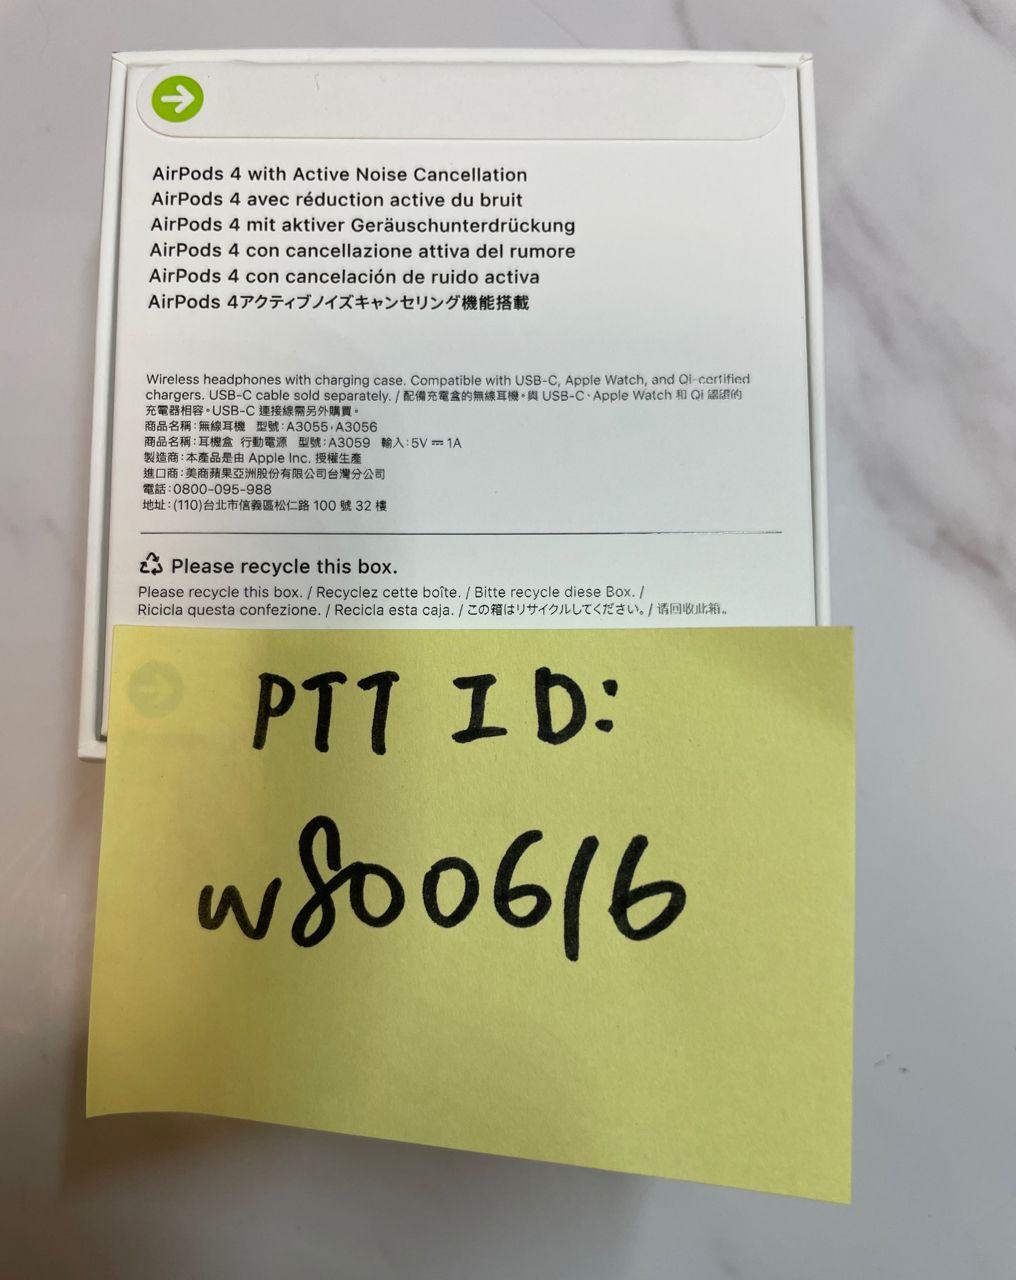 AirPods 4 with Active Noise Cancellation
AirPods 4 avec réduction active du bruit
AirPods 4 mit aktiver Geräuschunterdrückung
AirPods 4 con cancellazione attiva del rumore
AirPods 4 con cancelación de ruido activa
AirPods 4アクティブノイズキャンセリング機能搭載
Wireless headphones with charging case. Compatible with USB-C, Apple Watch, and Qi-certified
chargers. USB-C cable sold separately. / 配備充電盒的無線耳機。與 USB-C、Apple Watch 和 Qi 認證的
充電器相容。USB-C 連接線需另外購買。
商品名稱:無線耳機 型號:A3055、A3056
商品名稱:耳機盒 行動電源 型號:A3059 輸入:5V ⎓ 1A
製造商:本產品是由 Apple Inc. 授權生產
進口商:美商蘋果亞洲股份有限公司台灣分公司
電話:0800-095-988
地址:(110)台北市信義區松仁路 100 號 32 樓
Please recycle this box.
Please recycle this box. / Recyclez cette boîte. / Bitte recycle diese Box. /
Ricicla questa confezione. / Recicla esta caja. / この箱はリサイクルしてください。/ 请回收此箱。
PTT ID:
w800616